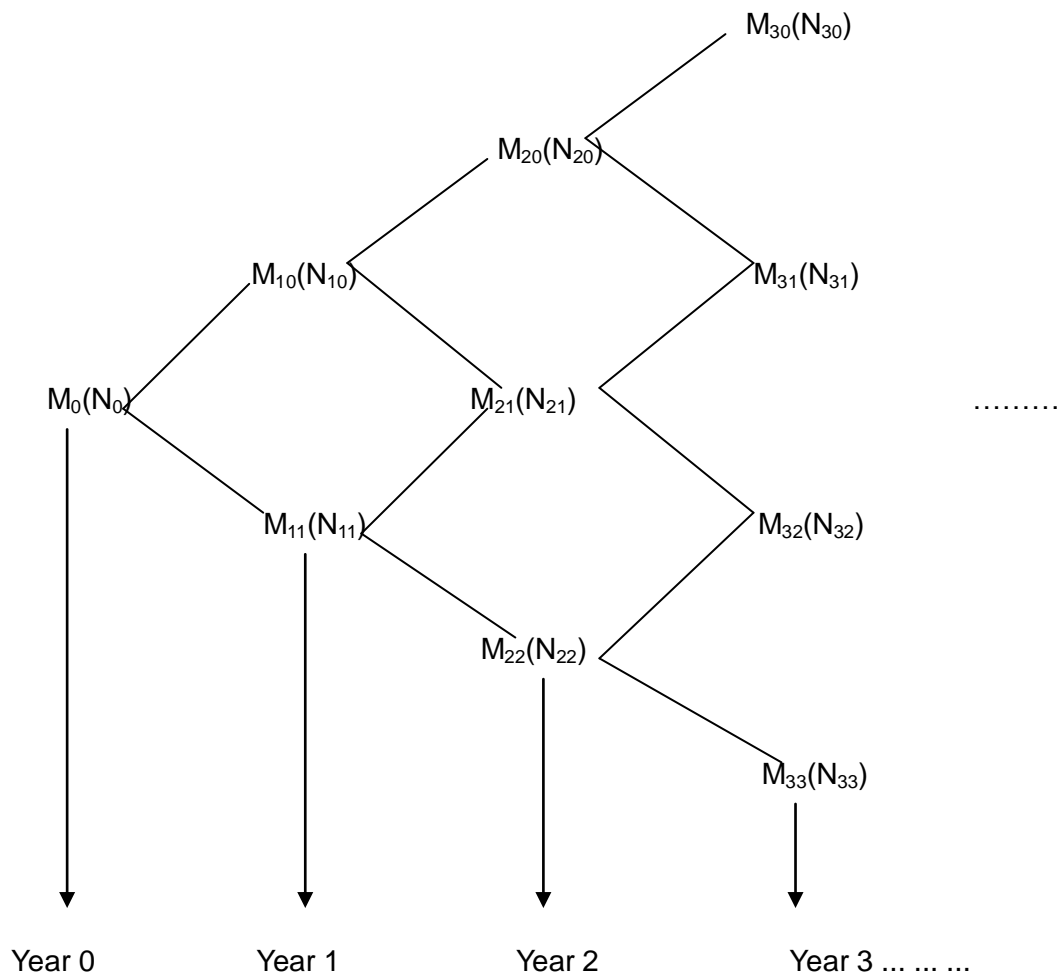 M₃₀(N₃₀)
M₂₀(N₂₀)
M₁₀(N₁₀)
M₃₁(N₃₁)
M₀(N₀)
M₂₁(N₂₁)
.........
M₁₁(N₁₁)
M₃₂(N₃₂)
M₂₂(N₂₂)
M₃₃(N₃₃)
Year 0 Year 1 Year 2 Year 3 ... ... ...